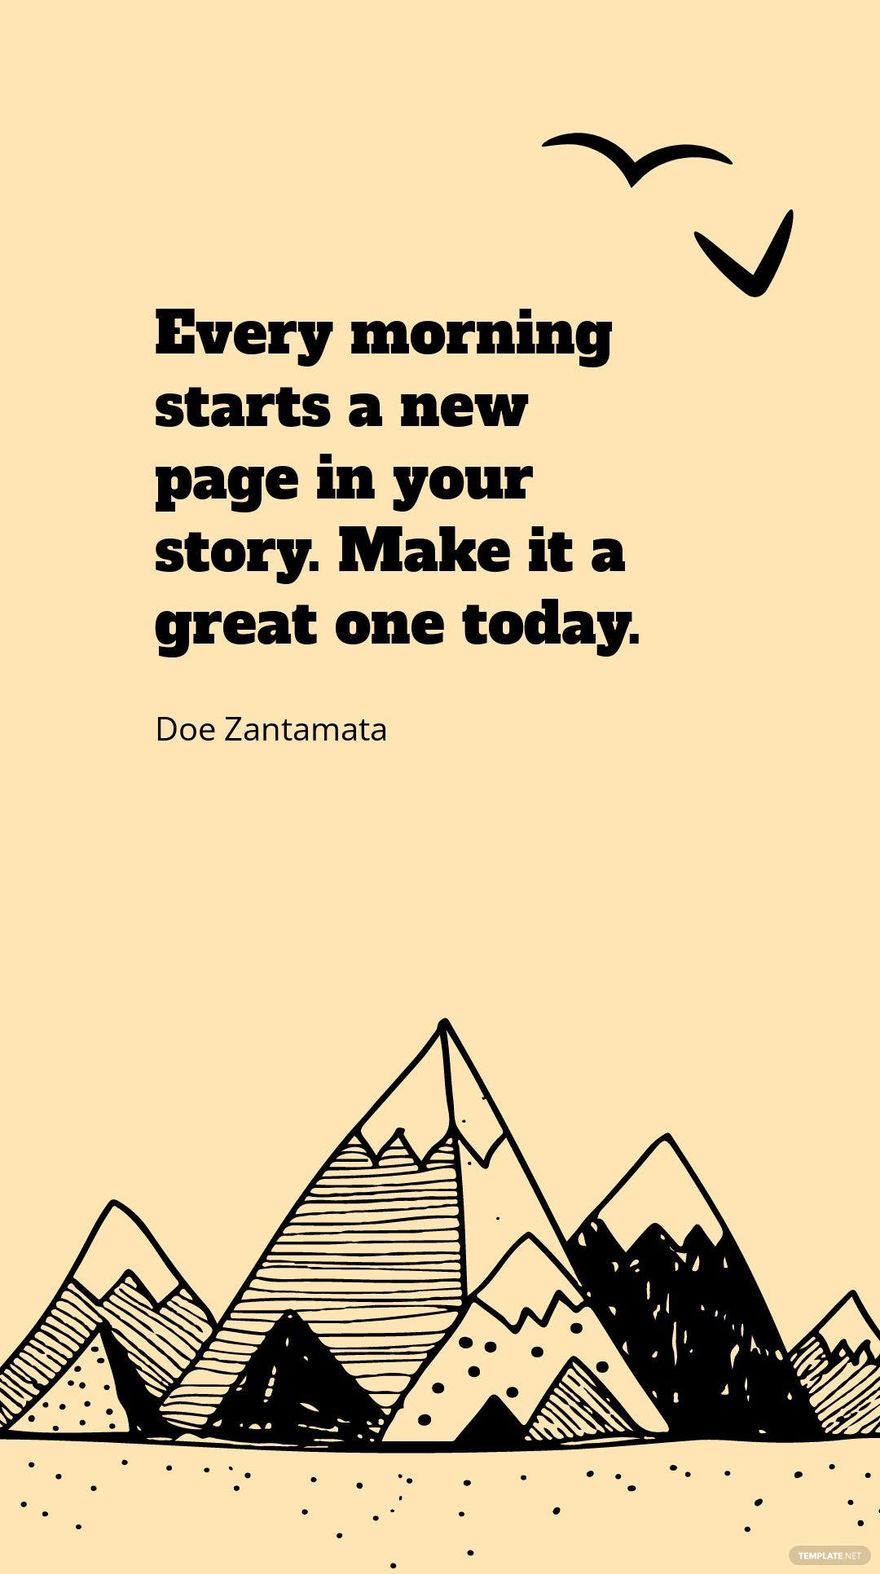 Every morning
starts a new
page in your
story. Make it a
great one today.
Doe Zantamata
TEMPLATE.NET